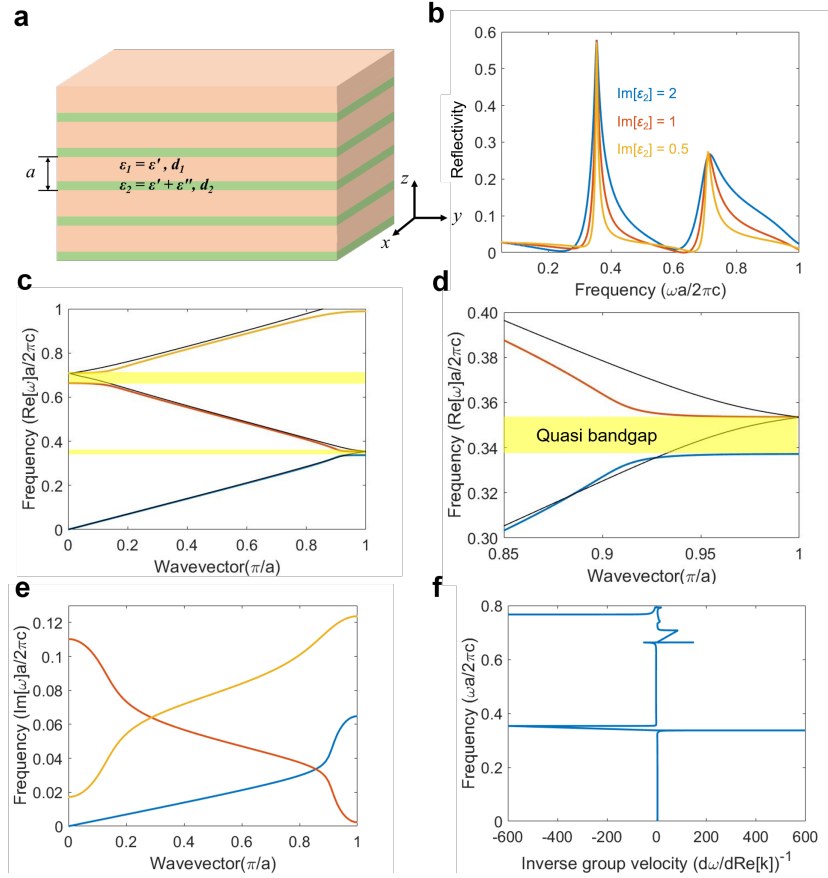 a
a
ε₁ = ε′ , d₁
ε₂ = ε′ + ε″, d₂
z
y
x
b
Reflectivity
0.6
0.5
0.4
0.3
0.2
0.1
0
Im[ε₂] = 2
Im[ε₂] = 1
Im[ε₂] = 0.5
0.2 0.4 0.6 0.8 1
Frequency (ωa/2πc)
c
Frequency (Re[ω]a/2πc)
1
0.8
0.6
0.4
0.2
0
0 0.2 0.4 0.6 0.8 1
Wavevector(π/a)
d
Frequency (Re[ω]a/2πc)
0.40
0.38
0.36
0.34
0.32
0.30
Quasi bandgap
0.85 0.9 0.95 1
Wavevector(π/a)
e
Frequency (Im[ω]a/2πc)
0.12
0.1
0.08
0.06
0.04
0.02
0
0 0.2 0.4 0.6 0.8 1
Wavevector(π/a)
f
Frequency (ωa/2πc)
0.8
0.6
0.4
0.2
0
-600 -400 -200 0 200 400 600
Inverse group velocity (dω/dRe[k])⁻¹